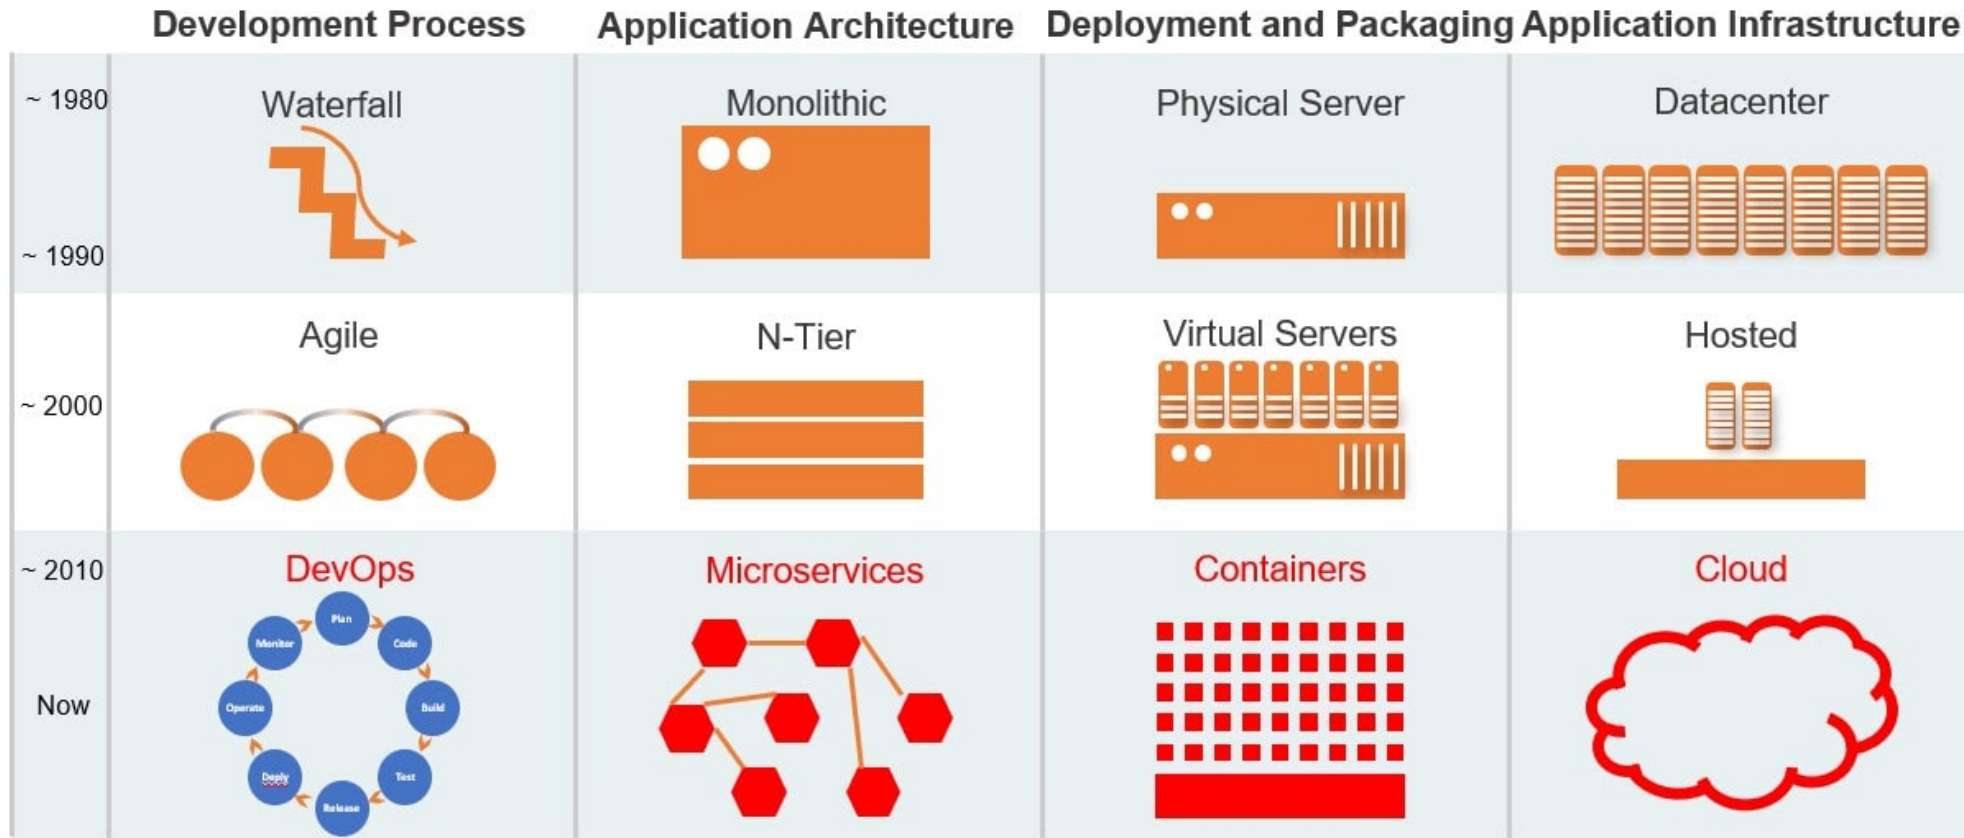 Development Process Application Architecture Deployment and Packaging Application Infrastructure
~ 1980
Waterfall
Monolithic
Physical Server
Datacenter
~ 1990
Agile
N-Tier
Virtual Servers
Hosted
~ 2000
~ 2010
DevOps
Microservices
Containers
Cloud
Plan
Code
Build
Test
Release
Deply
Operate
Monitor
Now